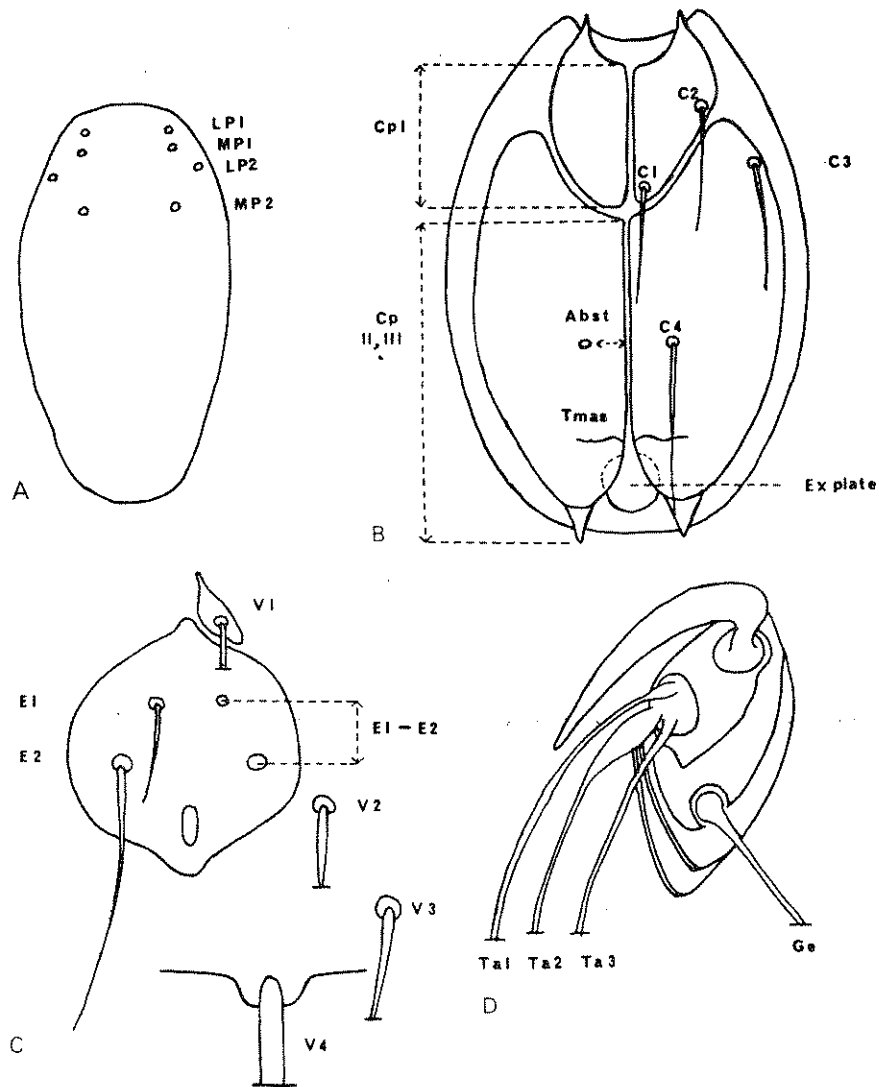 LP1
MP1
LP2
MP2
A
Cp I
Cp
II, III
C2
C1
C3
Abst
C4
Tmas
Ex plate
B
V1
E1
E1 – E2
E2
V2
V3
V4
C
Ta1 Ta2 Ta3
Ge
D